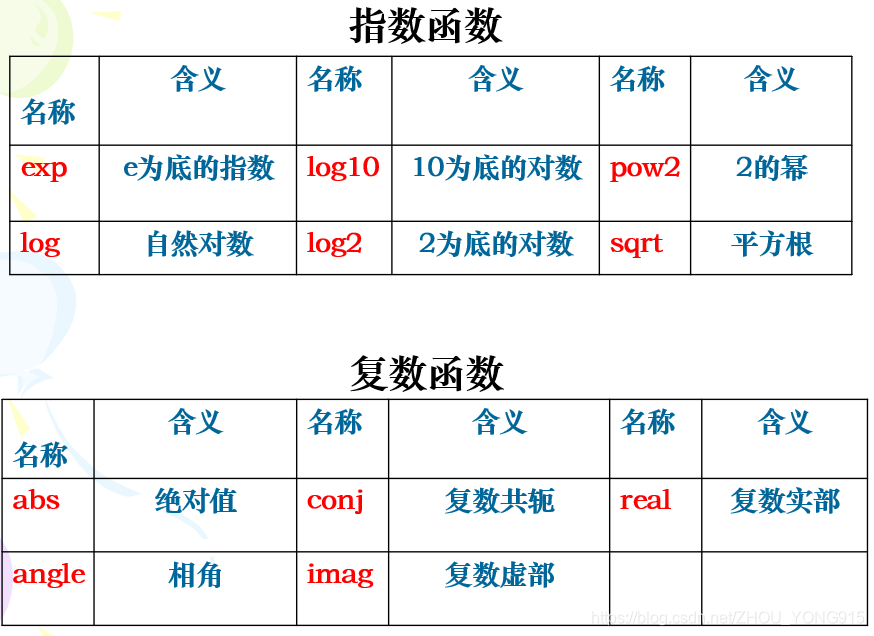 指数函数
名称 含义 名称 含义 名称 含义
exp e为底的指数 log10 10为底的对数 pow2 2的幂
log 自然对数 log2 2为底的对数 sqrt 平方根
复数函数
名称 含义 名称 含义 名称 含义
abs 绝对值 conj 复数共轭 real 复数实部
angle 相角 imag 复数虚部
https://blog.csdn.net/ZHOU_YONG915